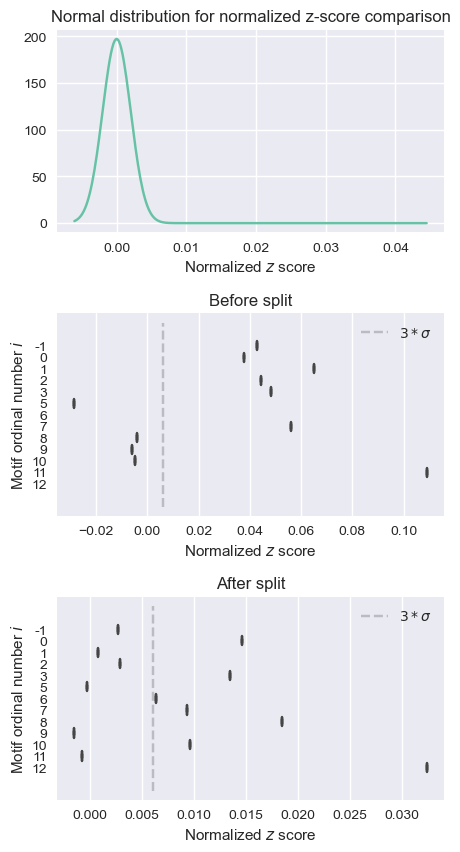 Normal distribution for normalized z-score comparison
200
150
100
50
0
0.00 0.01 0.02 0.03 0.04
Normalized z score
Before split
Motif ordinal number i
-1
0
1
2
3
5
6
7
8
9
10
11
12
3 * σ
−0.02 0.00 0.02 0.04 0.06 0.08 0.10
Normalized z score
After split
Motif ordinal number i
-1
0
1
2
3
5
6
7
8
9
10
11
12
3 * σ
0.000 0.005 0.010 0.015 0.020 0.025 0.030
Normalized z score